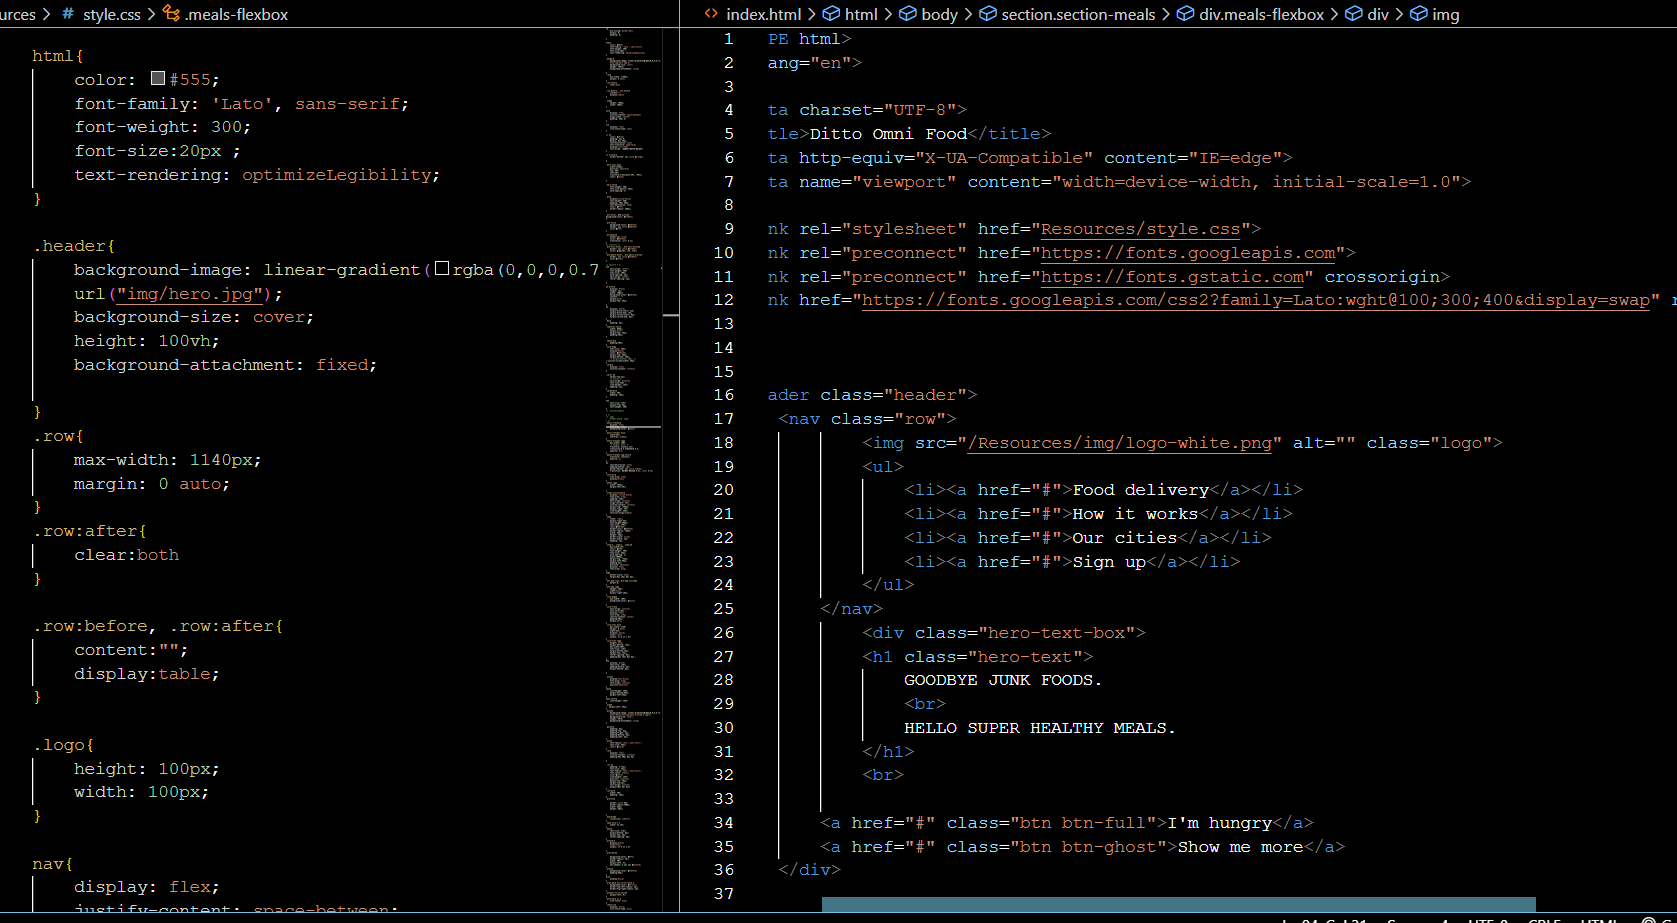 urces > # style.css > .meals-flexbox
html{
color: #555;
font-family: 'Lato', sans-serif;
font-weight: 300;
font-size:20px ;
text-rendering: optimizeLegibility;
}
.header{
background-image: linear-gradient(rgba(0,0,0,0.7
url("img/hero.jpg");
background-size: cover;
height: 100vh;
background-attachment: fixed;
}
.row{
max-width: 1140px;
margin: 0 auto;
}
.row:after{
clear:both
}
.row:before, .row:after{
content:"";
display:table;
}
.logo{
height: 100px;
width: 100px;
}
nav{
display: flex;
justify-content: space-between;
<> index.html > html > body > section.section-meals > div.meals-flexbox > div > img
1 PE html>
2 ang="en">
3
4 ta charset="UTF-8">
5 tle>Ditto Omni Food</title>
6 ta http-equiv="X-UA-Compatible" content="IE=edge">
7 ta name="viewport" content="width=device-width, initial-scale=1.0">
8
9 nk rel="stylesheet" href="Resources/style.css">
10 nk rel="preconnect" href="https://fonts.googleapis.com">
11 nk rel="preconnect" href="https://fonts.gstatic.com" crossorigin>
12 nk href="https://fonts.googleapis.com/css2?family=Lato:wght@100;300;400&display=swap" r
13
14
15
16 ader class="header">
17 <nav class="row">
18 <img src="/Resources/img/logo-white.png" alt="" class="logo">
19 <ul>
20 <li><a href="#">Food delivery</a></li>
21 <li><a href="#">How it works</a></li>
22 <li><a href="#">Our cities</a></li>
23 <li><a href="#">Sign up</a></li>
24 </ul>
25 </nav>
26 <div class="hero-text-box">
27 <h1 class="hero-text">
28 GOODBYE JUNK FOODS.
29 <br>
30 HELLO SUPER HEALTHY MEALS.
31 </h1>
32 <br>
33
34 <a href="#" class="btn btn-full">I'm hungry</a>
35 <a href="#" class="btn btn-ghost">Show me more</a>
36 </div>
37